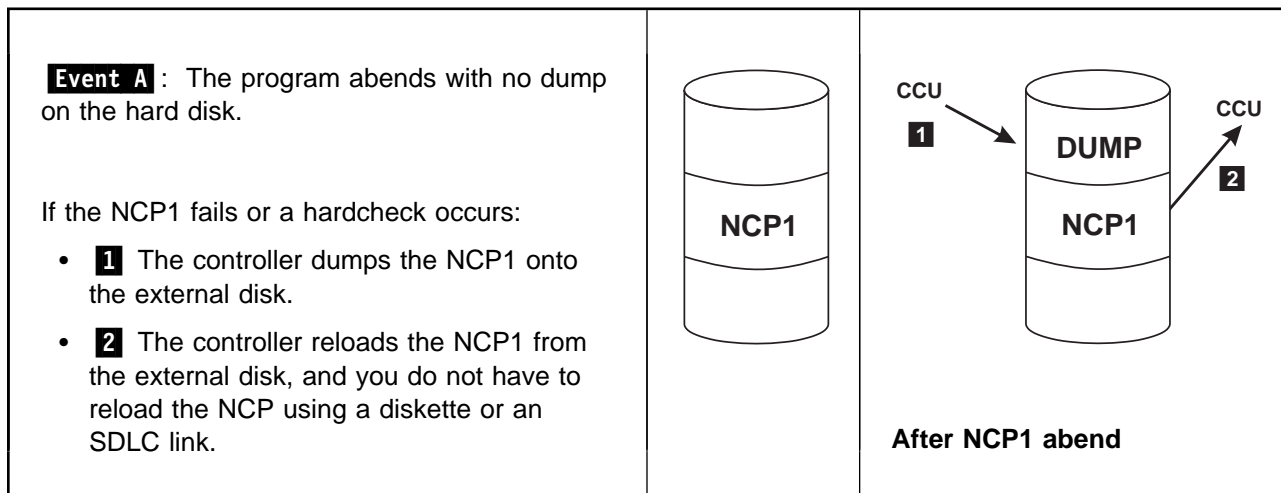 Event A : The program abends with no dump
on the hard disk.
If the NCP1 fails or a hardcheck occurs:
• 1 The controller dumps the NCP1 onto
the external disk.
• 2 The controller reloads the NCP1 from
the external disk, and you do not have to
reload the NCP using a diskette or an
SDLC link.
NCP1
CCU
1
DUMP
NCP1
CCU
2
After NCP1 abend